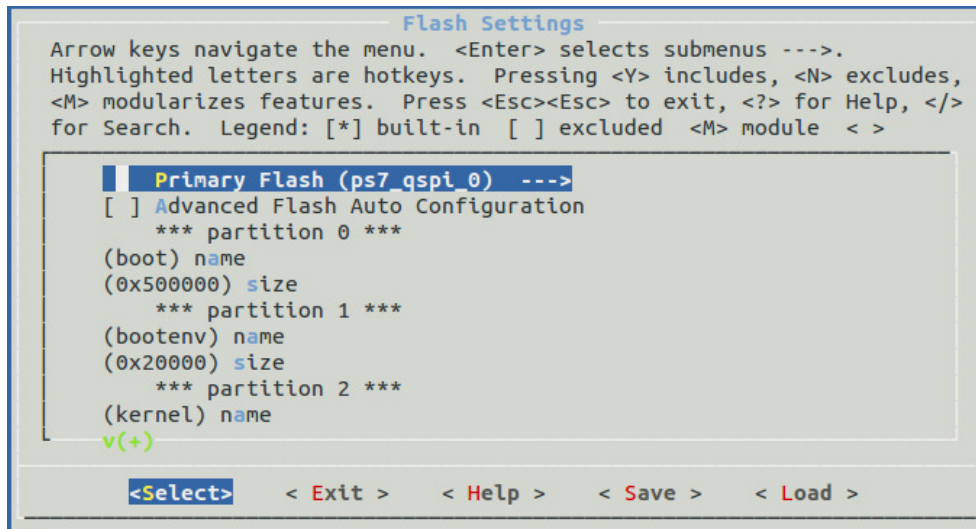 Flash Settings
Arrow keys navigate the menu.  <Enter> selects submenus --->.
Highlighted letters are hotkeys.  Pressing <Y> includes, <N> excludes,
<M> modularizes features.  Press <Esc><Esc> to exit, <?> for Help, </>
for Search.  Legend: [*] built-in  [ ] excluded  <M> module  < >
Primary Flash (ps7_qspi_0)  --->
[ ] Advanced Flash Auto Configuration
*** partition 0 ***
(boot) name
(0x500000) size
*** partition 1 ***
(bootenv) name
(0x20000) size
*** partition 2 ***
(kernel) name
v(+)
<Select>    < Exit >    < Help >    < Save >    < Load >